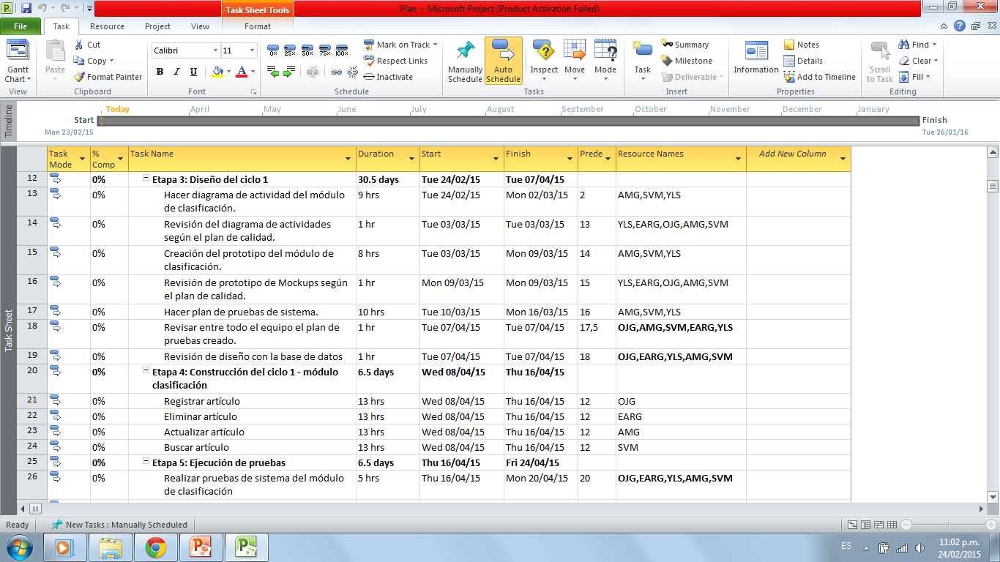 Task Sheet Tools
Plan - Microsoft Project (Product Activation Failed)
File Task Resource Project View Format
Gantt Chart
View
Paste
Cut
Copy
Format Painter
Clipboard
Calibri 11
B I U A
Font
0% 25% 50% 75% 100%
Mark on Track
Respect Links
Inactivate
Schedule
Manually Schedule
Auto Schedule
Inspect
Move
Mode
Tasks
Task
Summary
Milestone
Deliverable
Insert
Information
Notes
Details
Add to Timeline
Properties
Scroll to Task
Find
Clear
Fill
Editing
Timeline
Today April May June July August September October November December January
Start Finish
Mon 23/02/15 Tue 26/01/16
Task Sheet
Task Mode % Comp Task Name Duration Start Finish Prede Resource Names Add New Column
12 0% Etapa 3: Diseño del ciclo 1 30.5 days Tue 24/02/15 Tue 07/04/15
13 0% Hacer diagrama de actividad del módulo 9 hrs Tue 24/02/15 Mon 02/03/15 2 AMG,SVM,YLS
de clasificación.
14 0% Revisión del diagrama de actividades 1 hr Tue 03/03/15 Tue 03/03/15 13 YLS,EARG,OJG,AMG,SVM
según el plan de calidad.
15 0% Creación del prototipo del módulo de 8 hrs Tue 03/03/15 Mon 09/03/15 14 AMG,SVM,YLS
clasificación.
16 0% Revisión de prototipo de Mockups según 1 hr Mon 09/03/15 Mon 09/03/15 15 YLS,EARG,OJG,AMG,SVM
el plan de calidad.
17 0% Hacer plan de pruebas de sistema. 10 hrs Tue 10/03/15 Mon 16/03/15 16 AMG,SVM,YLS
18 0% Revisar entre todo el equipo el plan de 1 hr Tue 07/04/15 Tue 07/04/15 17,5 OJG,AMG,SVM,EARG,YLS
pruebas creado.
19 0% Revisión de diseño con la base de datos 1 hr Tue 07/04/15 Tue 07/04/15 18 OJG,EARG,YLS,AMG,SVM
20 0% Etapa 4: Construcción del ciclo 1 - módulo 6.5 days Wed 08/04/15 Thu 16/04/15
clasificación
21 0% Registrar artículo 13 hrs Wed 08/04/15 Thu 16/04/15 12 OJG
22 0% Eliminar artículo 13 hrs Wed 08/04/15 Thu 16/04/15 12 EARG
23 0% Actualizar artículo 13 hrs Wed 08/04/15 Thu 16/04/15 12 AMG
24 0% Buscar artículo 13 hrs Wed 08/04/15 Thu 16/04/15 12 SVM
25 0% Etapa 5: Ejecución de pruebas 6.5 days Thu 16/04/15 Fri 24/04/15
26 0% Realizar pruebas de sistema del módulo 5 hrs Thu 16/04/15 Mon 20/04/15 20 OJG,EARG,YLS,AMG,SVM
de clasificación
Ready New Tasks : Manually Scheduled
ES 11:02 p.m.
24/02/2015